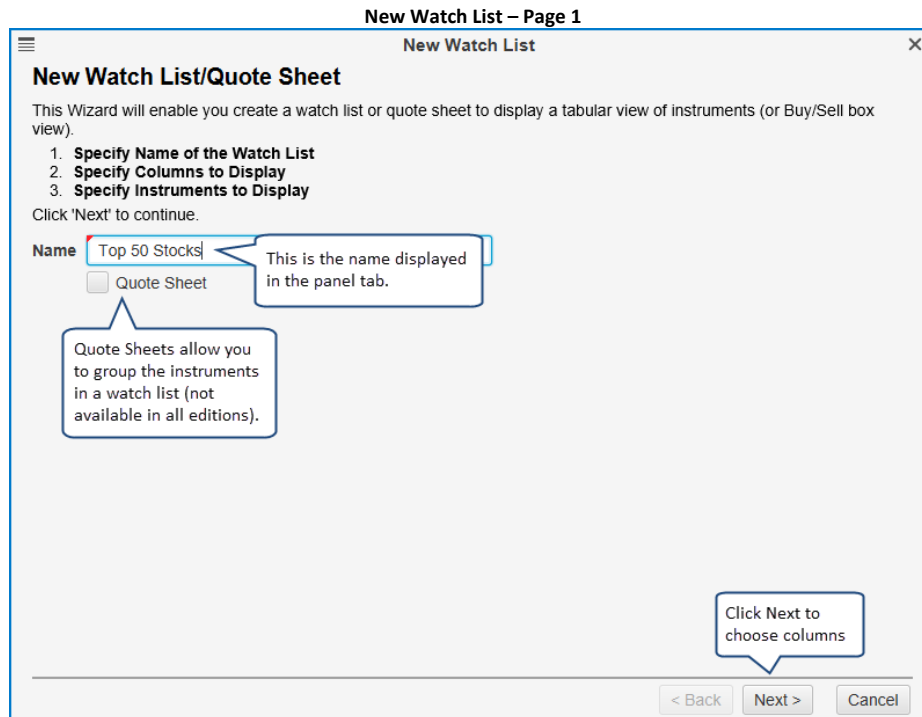 New Watch List – Page 1
New Watch List
New Watch List/Quote Sheet
This Wizard will enable you create a watch list or quote sheet to display a tabular view of instruments (or Buy/Sell box
view).
1. Specify Name of the Watch List
2. Specify Columns to Display
3. Specify Instruments to Display
Click 'Next' to continue.
Name Top 50 Stocks
This is the name displayed
in the panel tab.
Quote Sheet
Quote Sheets allow you
to group the instruments
in a watch list (not
available in all editions).
Click Next to
choose columns
< Back Next > Cancel